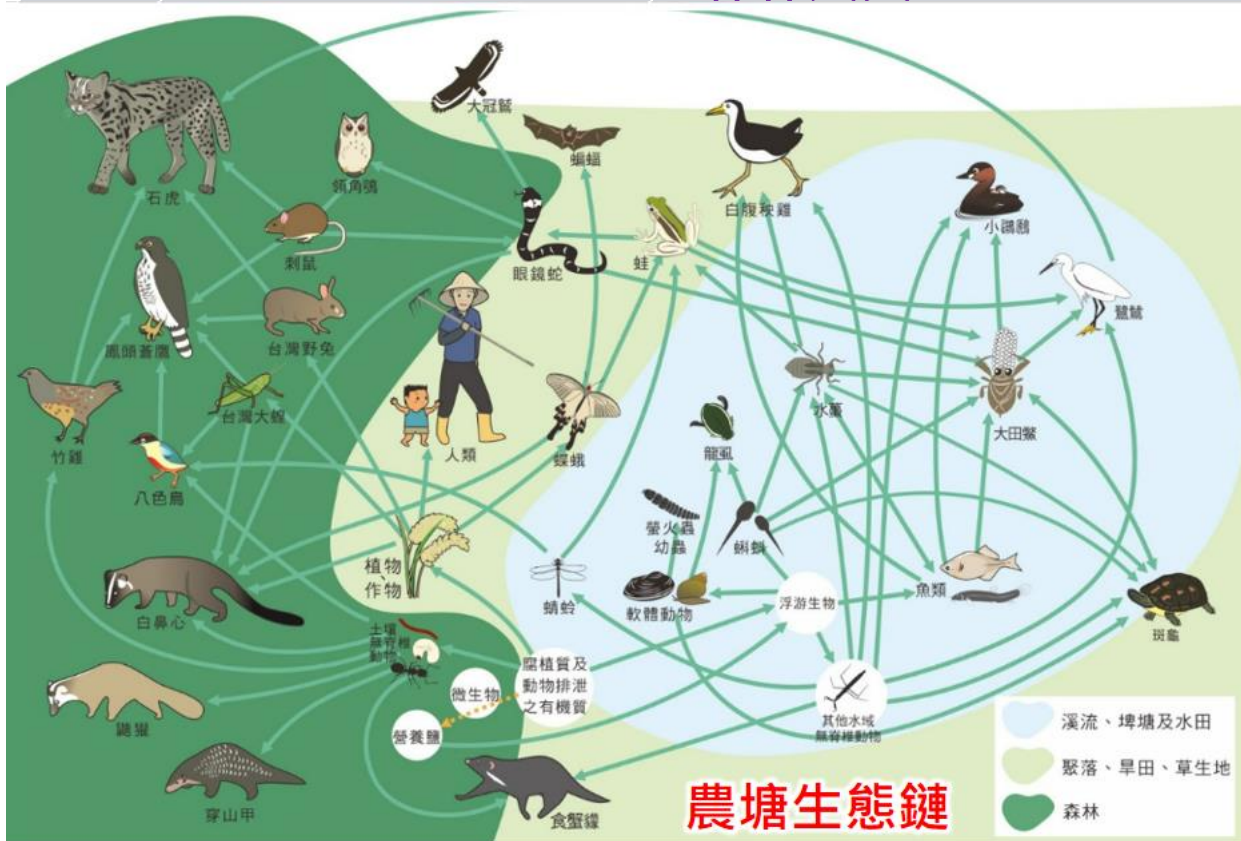 大冠鷲
蝙蝠
領角鴞
石虎
白腹秧雞
小鸊鷉
刺鼠
眼鏡蛇
蛙
鷺鷥
鳳頭蒼鷹
台灣野兔
台灣大蝗
水蠆
大田鱉
竹雞
人類
蝶蛾
龍虱
八色鳥
螢火蟲
幼蟲
蝌蚪
植物、
作物
蜻蛉
軟體動物
浮游生物
魚類
白鼻心
斑龜
土壤
無脊椎
動物
腐植質及
動物排泄
之有機質
微生物
營養鹽
其他水域
無脊椎動物
鼬獾
穿山甲
食蟹獴
溪流、埤塘及水田
聚落、旱田、草生地
森林
農塘生態鏈